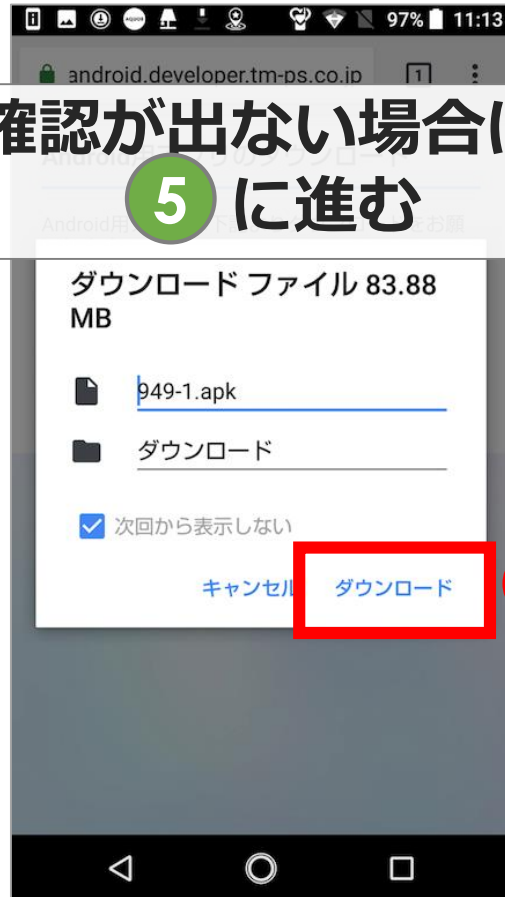 97% 11:13
android.developer.tm-ps.co.jp 1
確認が出ない場合は
5 に進む
ダウンロード ファイル 83.88
MB
949-1.apk
ダウンロード
次回から表示しない
キャンセル ダウンロード